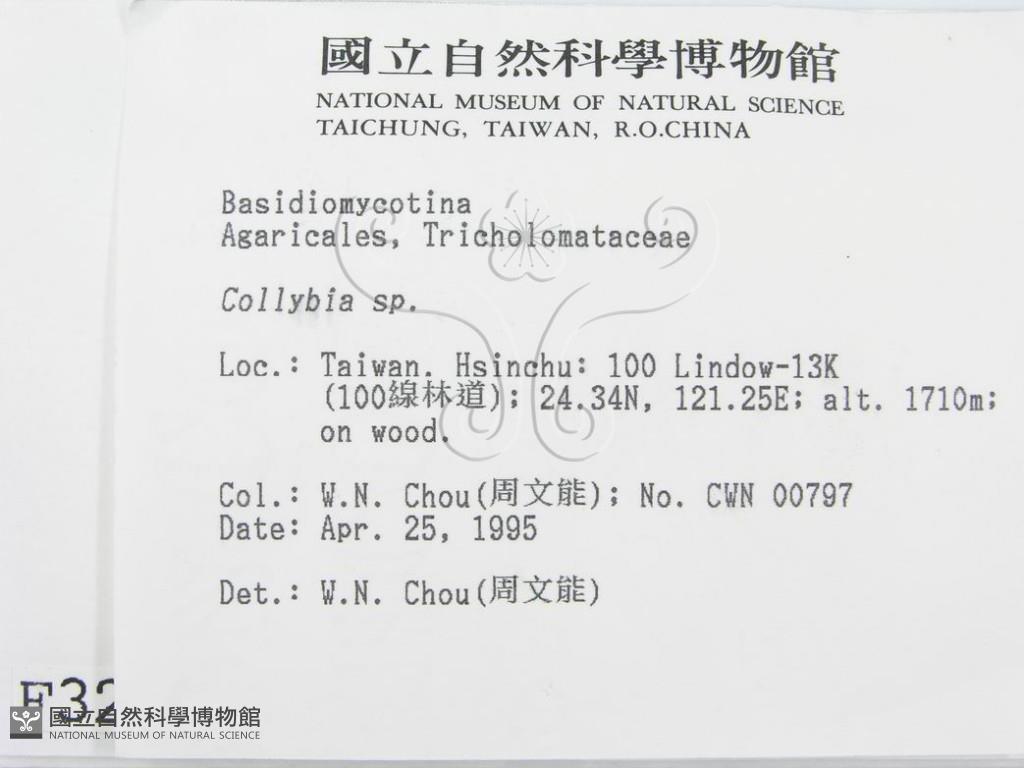 國立自然科學博物館
NATIONAL MUSEUM OF NATURAL SCIENCE
TAICHUNG, TAIWAN, R.O.CHINA
Basidiomycotina
Agaricales, Tricholomataceae
Collybia sp.
Loc.: Taiwan. Hsinchu: 100 Lindow-13K
(100線林道); 24.34N, 121.25E; alt. 1710m;
on wood.
Col.: W.N. Chou(周文能); No. CWN 00797
Date: Apr. 25, 1995
Det.: W.N. Chou(周文能)
F32
國立自然科學博物館
NATIONAL MUSEUM OF NATURAL SCIENCE